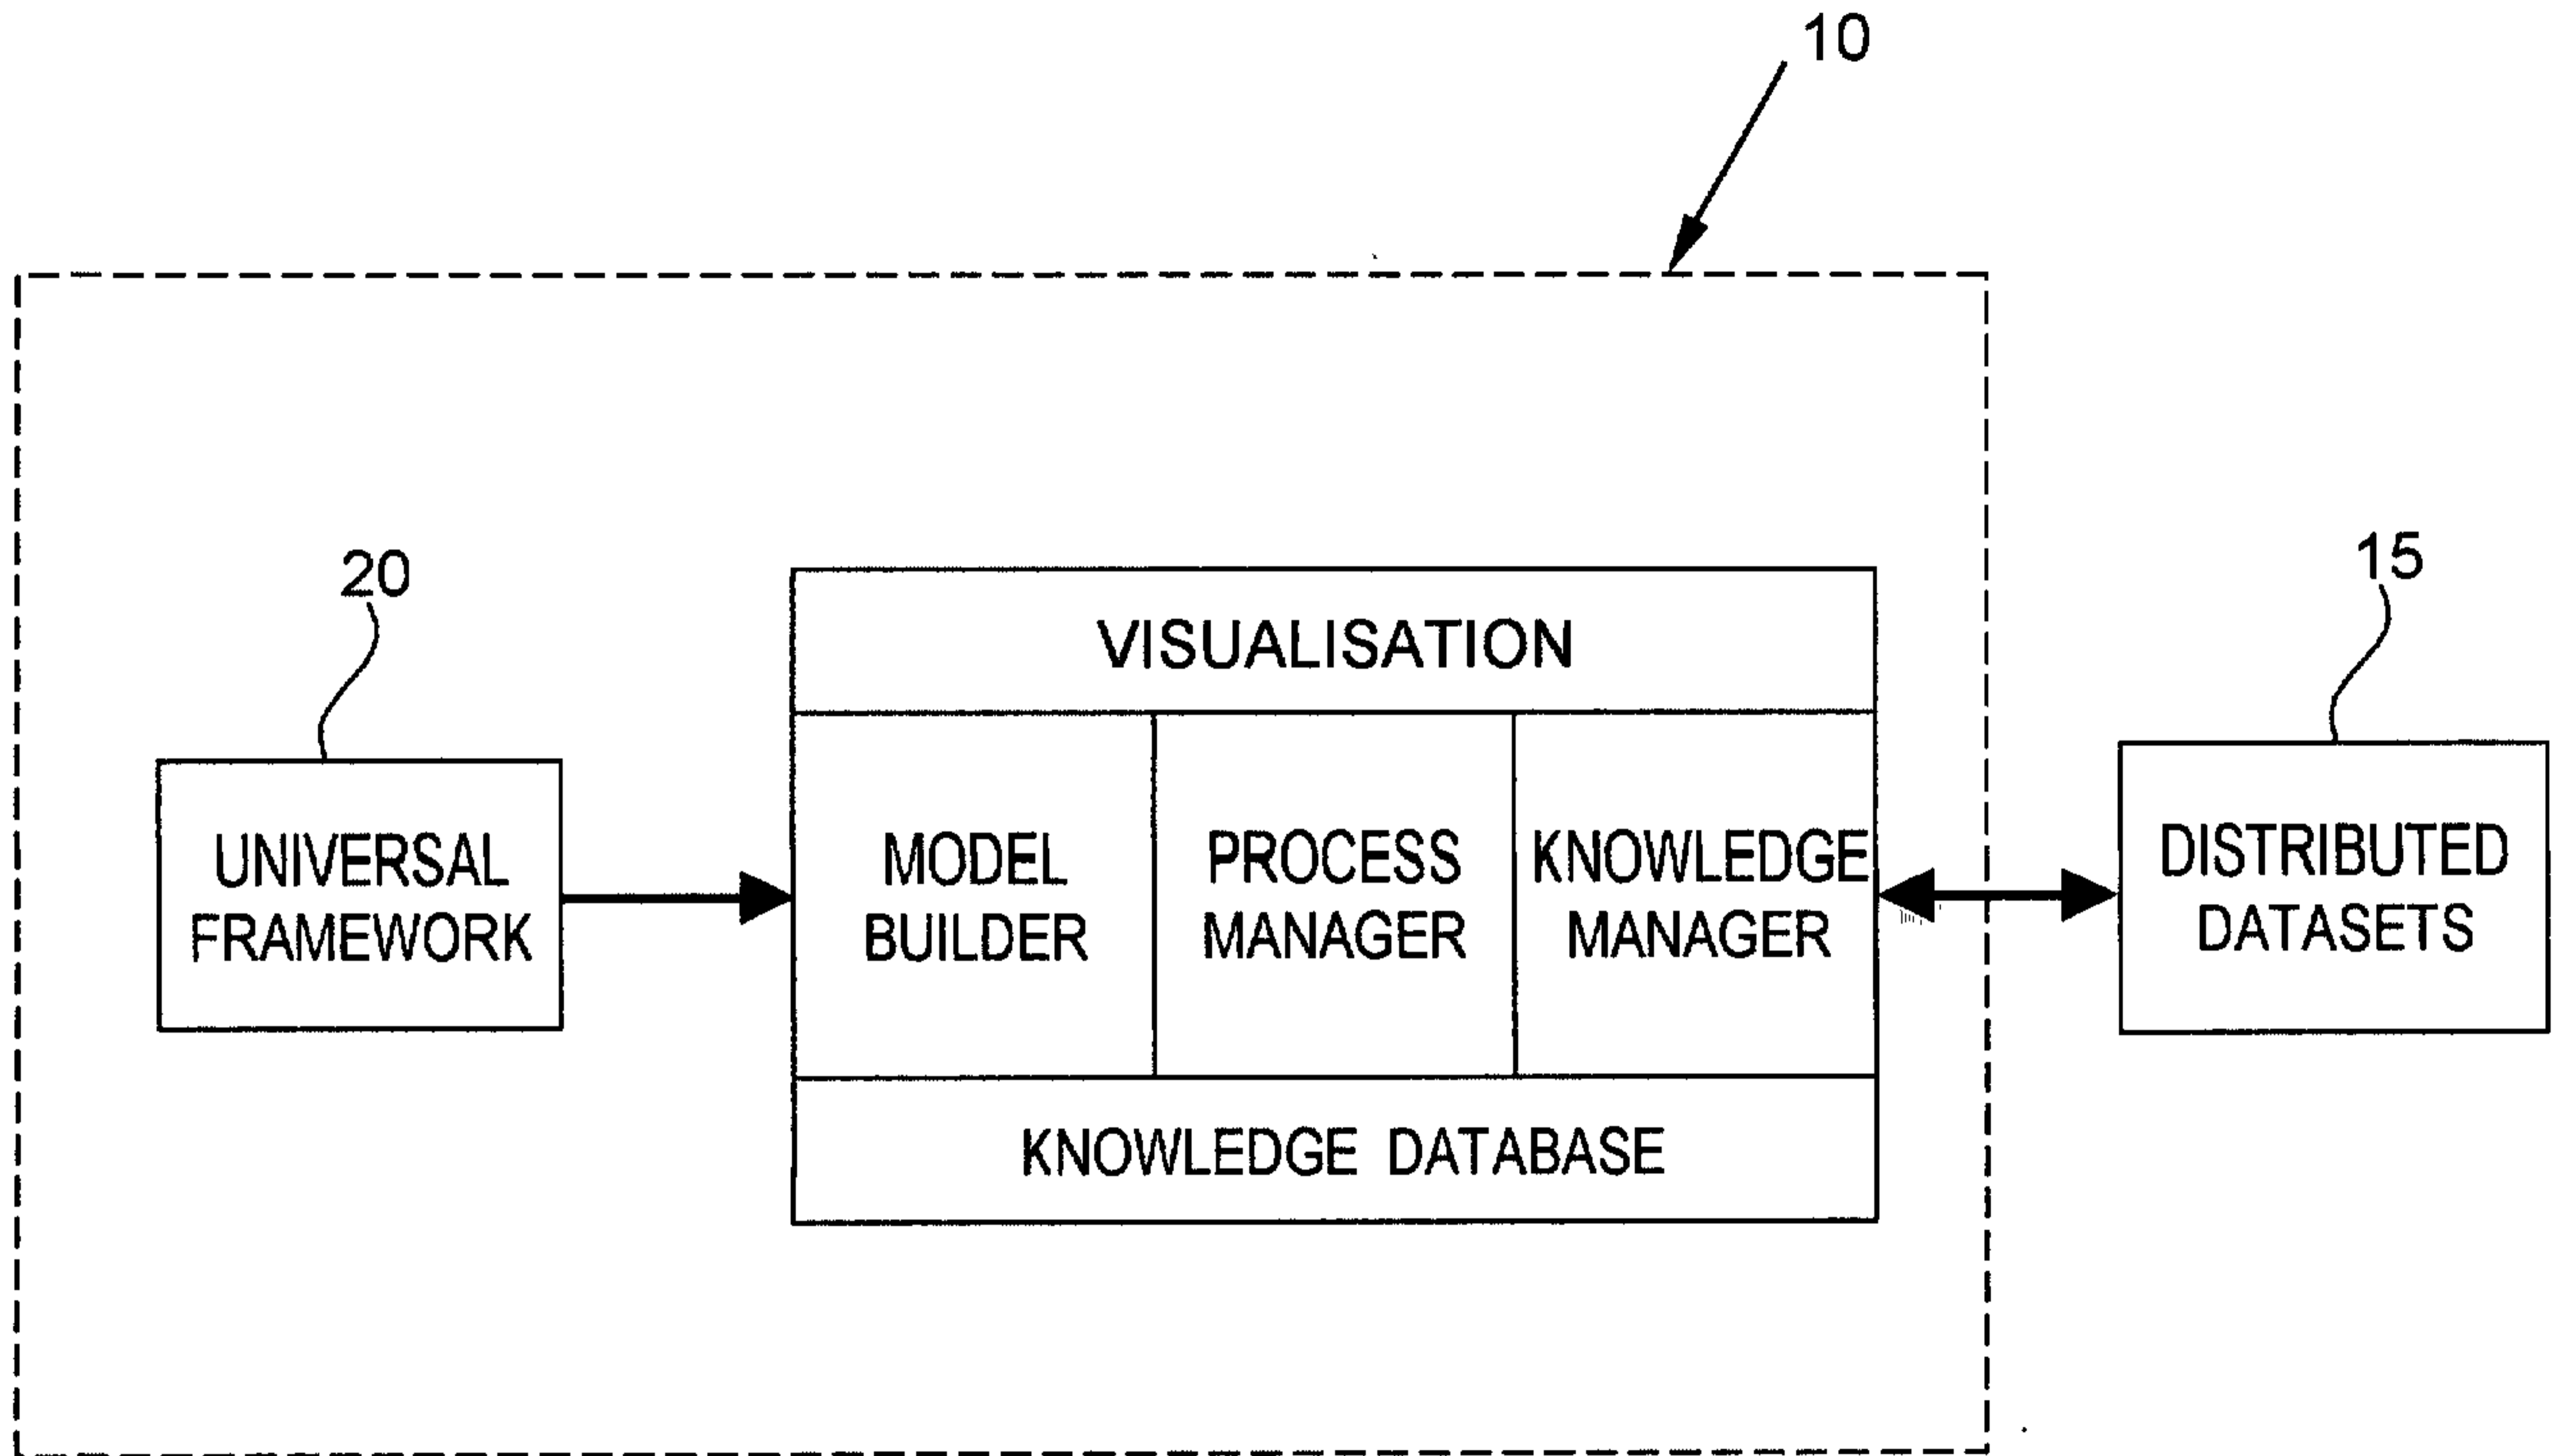 10
20
15
VISUALISATION
UNIVERSAL
FRAMEWORK
MODEL
BUILDER
PROCESS
MANAGER
KNOWLEDGE
MANAGER
DISTRIBUTED
DATASETS
KNOWLEDGE DATABASE